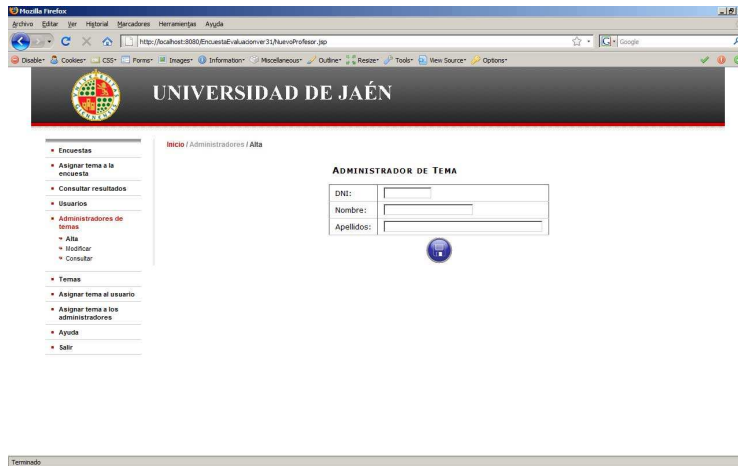 Mozilla Firefox
Archivo Editar Ver Historial Marcadores Herramientas Ayuda
http://localhost:8080/EncuestaEvaluacionver31/NuevoProfesor.jsp
G Google
Disable Cookies CSS Forms Images Information Miscellaneous Outline Resize Tools View Source Options
UNIVERSIDAD DE JAÉN
Inicio / Administradores / Alta
Encuestas
Asignar tema a la
encuesta
Consultar resultados
Usuarios
Administradores de
temas
Alta
Modificar
Consultar
Temas
Asignar tema al usuario
Asignar tema a los
administradores
Ayuda
Salir
ADMINISTRADOR DE TEMA
DNI:
Nombre:
Apellidos:
Terminado